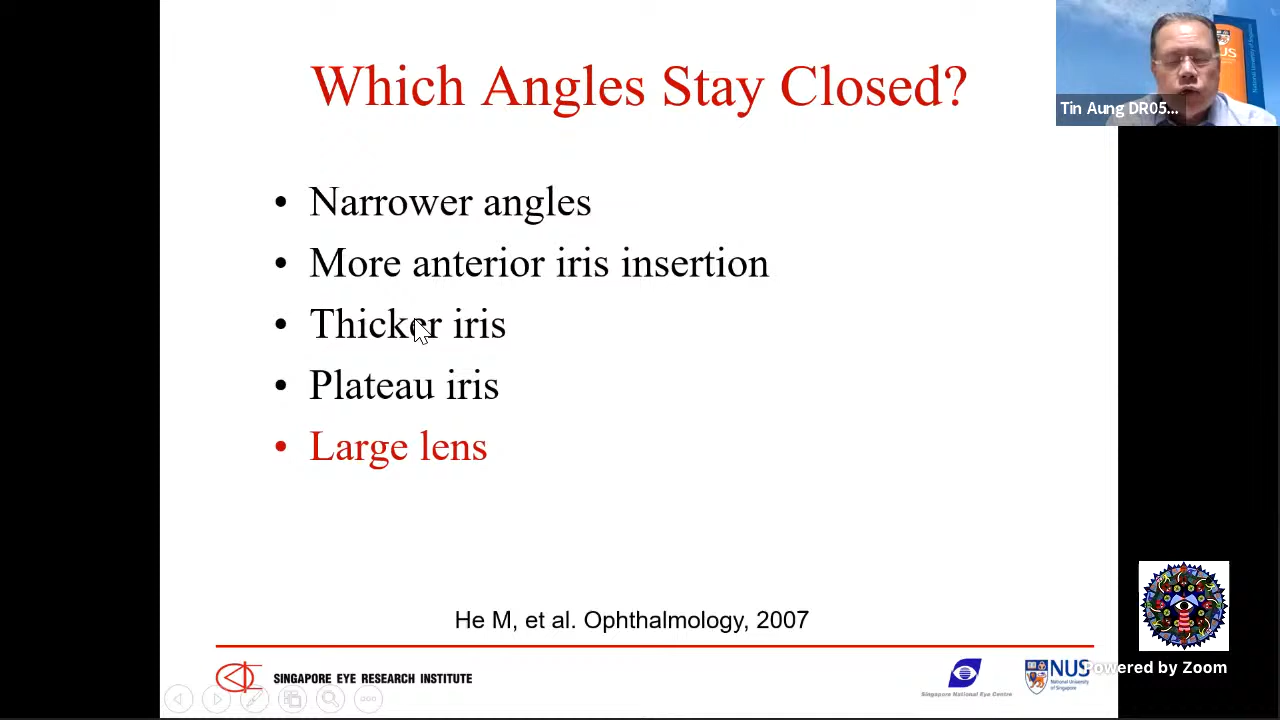 Which Angles Stay Closed?
Tin Aung DR05...
• Narrower angles
• More anterior iris insertion
• Thicker iris
• Plateau iris
• Large lens
He M, et al. Ophthalmology, 2007
SINGAPORE EYE RESEARCH INSTITUTE
Singapore National Eye Centre
NUS
National University
of Singapore
Powered by Zoom